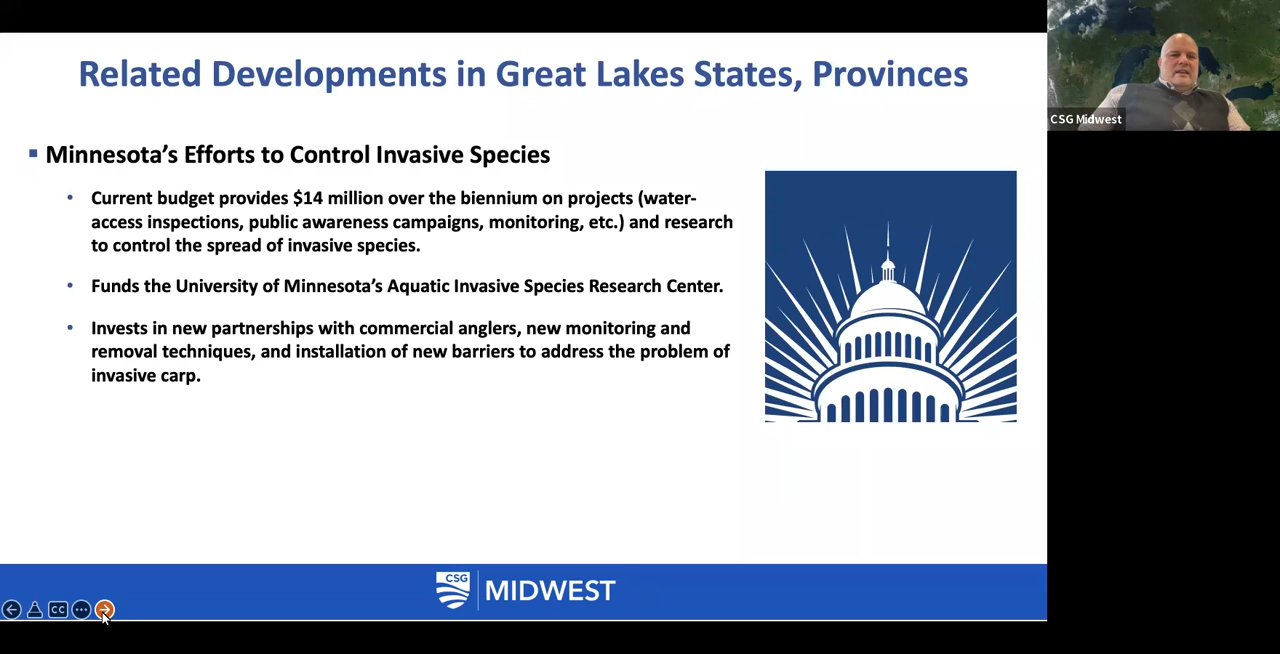 Related Developments in Great Lakes States, Provinces
CSG Midwest
Minnesota's Efforts to Control Invasive Species
Current budget provides $14 million over the biennium on projects (water-
access inspections, public awareness campaigns, monitoring, etc.) and research
to control the spread of invasive species.
Funds the University of Minnesota's Aquatic Invasive Species Research Center.
Invests in new partnerships with commercial anglers, new monitoring and
removal techniques, and installation of new barriers to address the problem of
invasive carp.
CSG
MIDWEST
CC